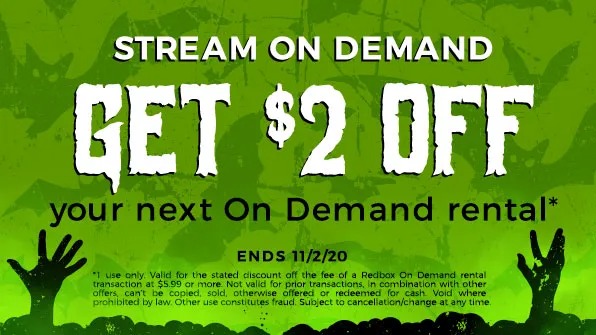 STREAM ON DEMAND
GET $2 OFF
your next On Demand rental*
ENDS 11/2/20
*1 use only. Valid for the stated discount off the fee of a Redbox On Demand rental
transaction at $5.99 or more. Not valid for prior transactions, in combination with other
offers, can't be copied, sold, otherwise offered or redeemed for cash. Void where
prohibited by law. Other use constitutes fraud. Subject to cancellation/change at any time.